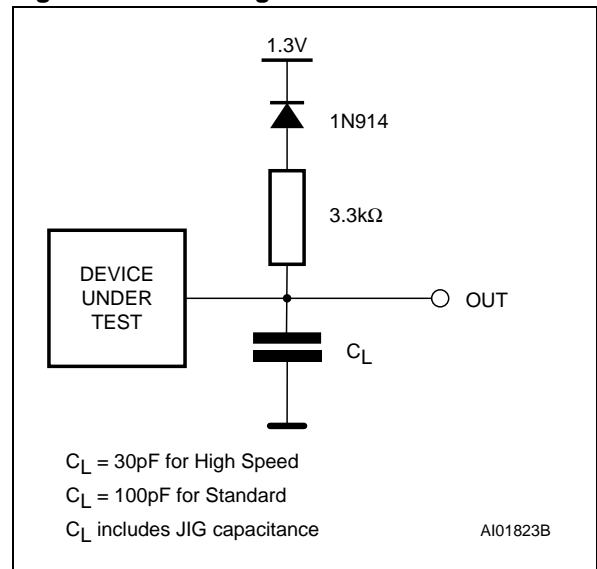 1.3V
1N914
3.3kΩ
DEVICE
UNDER
TEST
OUT
CL
CL = 30pF for High Speed
CL = 100pF for Standard
CL includes JIG capacitance
AI01823B